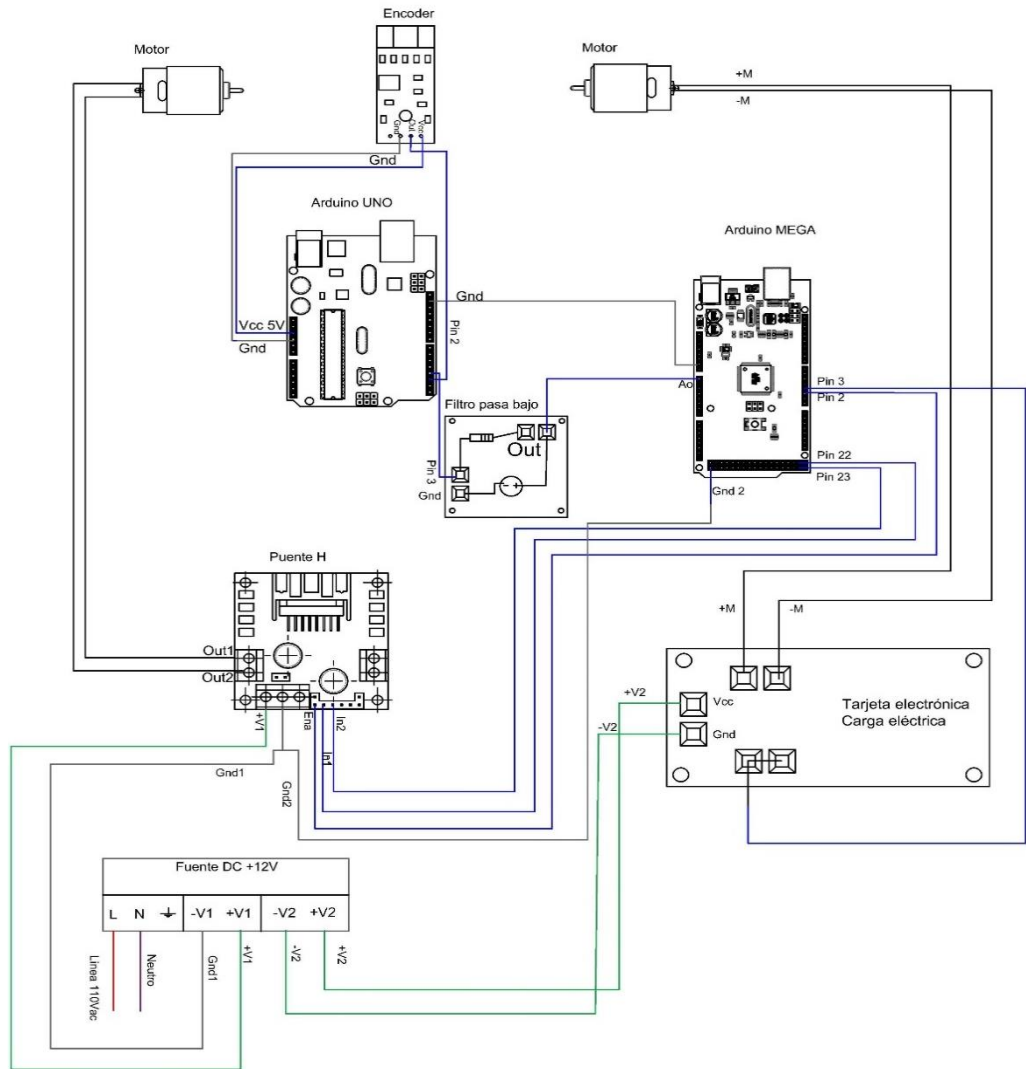 Encoder
Motor
Motor
+M
-M
Gnd
Out
Vcc
Gnd
Arduino UNO
Arduino MEGA
Gnd
Vcc 5V
Gnd
Pin 2
Ao
Pin 3
Pin 2
Filtro pasa bajo
Out
Pin 3
Gnd
Pin 22
Pin 23
Gnd 2
Puente H
+M
-M
Out1
Out2
+V1
Ena
In2
In1
+V2
Vcc
-V2
Gnd
Tarjeta electrónica
Carga eléctrica
Gnd1
Gnd2
Fuente DC +12V
L N -V1 +V1 -V2 +V2
Linea 110Vac
Neutro
Gnd1
+V1
-V2
+V2